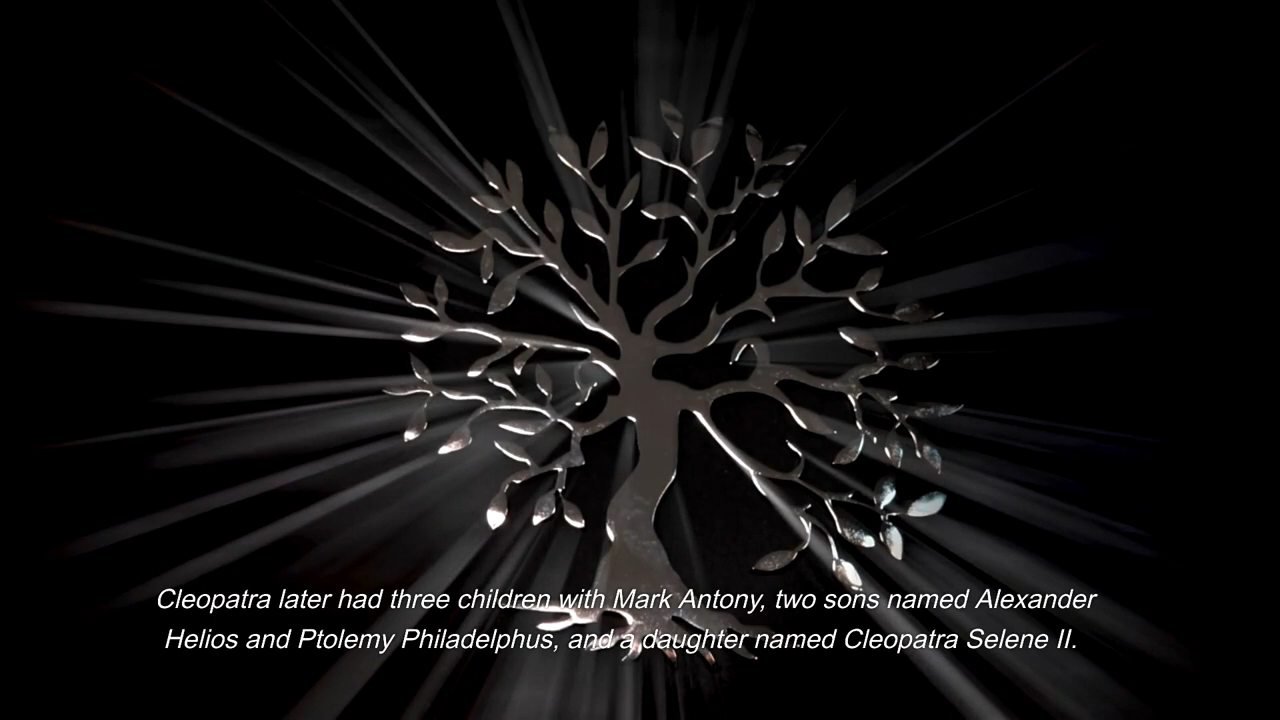 Cleopatra later had three children with Mark Antony, two sons named Alexander
Helios and Ptolemy Philadelphus, and a daughter named Cleopatra Selene II.